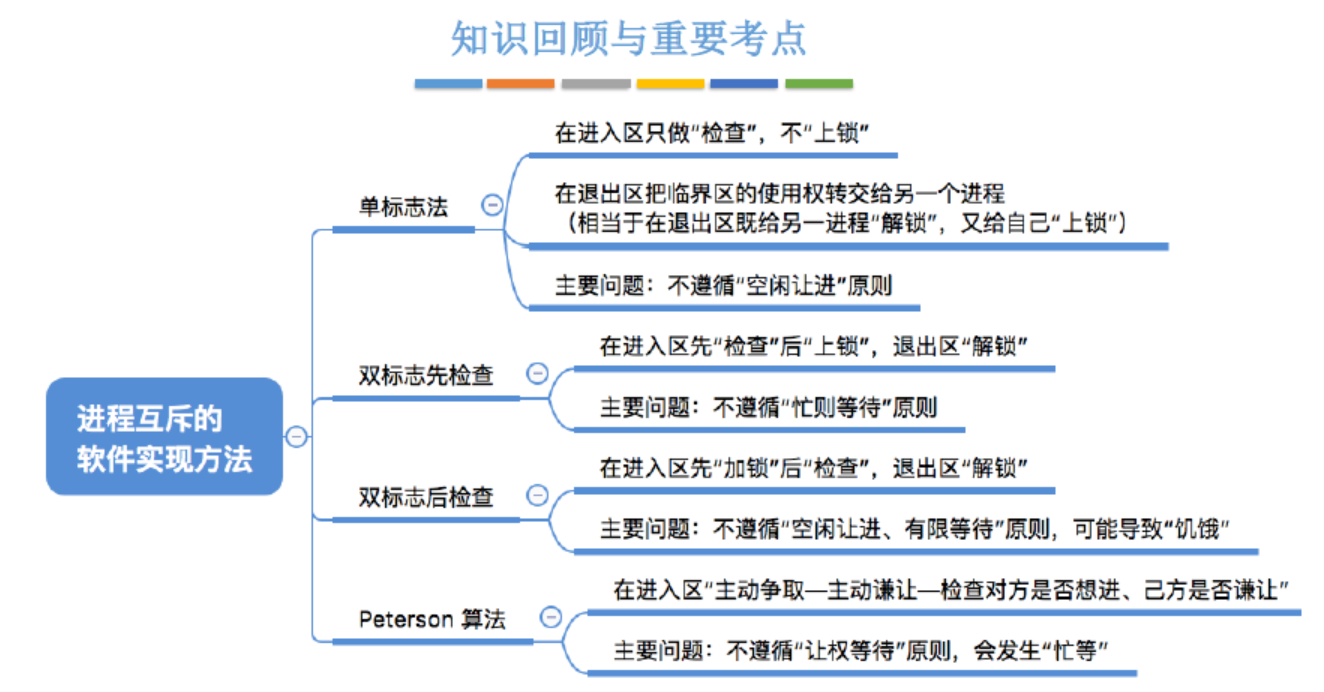 知识回顾与重要考点
进程互斥的
软件实现方法
单标志法
在进入区只做“检查”，不“上锁”
在退出区把临界区的使用权转交给另一个进程
（相当于在退出区既给另一进程“解锁”，又给自己“上锁”）
主要问题：不遵循“空闲让进”原则
双标志先检查
在进入区先“检查”后“上锁”，退出区“解锁”
主要问题：不遵循“忙则等待”原则
双标志后检查
在进入区先“加锁”后“检查”，退出区“解锁”
主要问题：不遵循“空闲让进、有限等待”原则，可能导致“饥饿”
Peterson 算法
在进入区“主动争取—主动谦让—检查对方是否想进、己方是否谦让”
主要问题：不遵循“让权等待”原则，会发生“忙等”